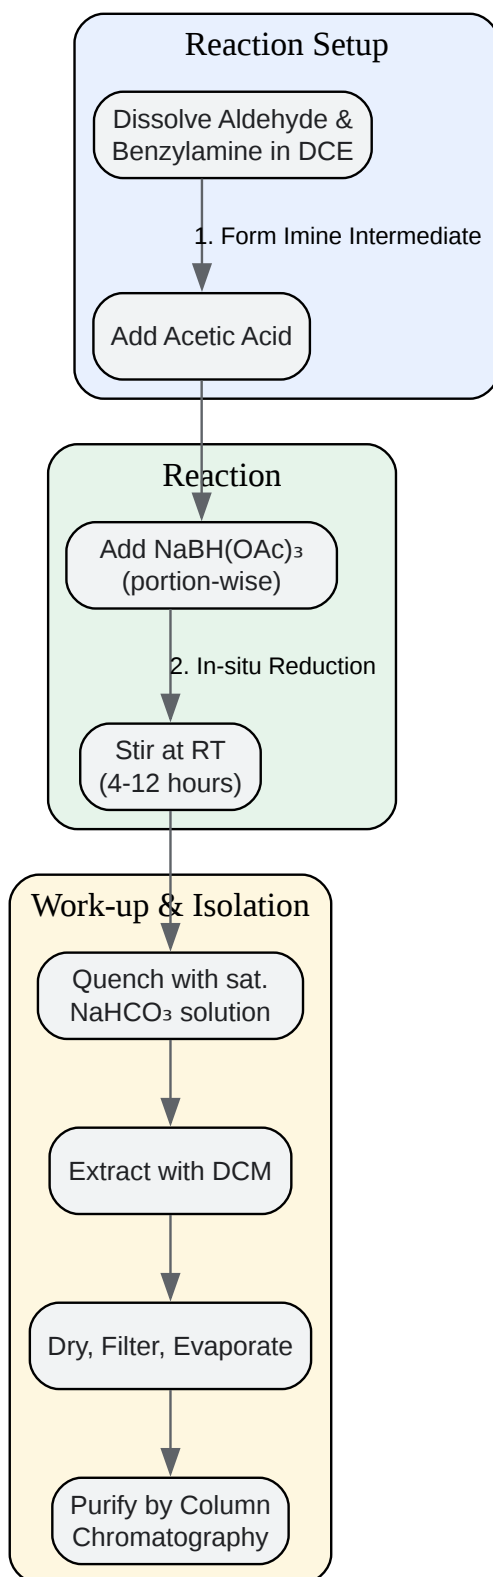 Reaction Setup
Dissolve Aldehyde &
Benzylamine in DCE
1. Form Imine Intermediate
Add Acetic Acid
Reaction
Add NaBH(OAc)₃
(portion-wise)
2. In-situ Reduction
Stir at RT
(4-12 hours)
Work-up & Isolation
Quench with sat.
NaHCO₃ solution
Extract with DCM
Dry, Filter, Evaporate
Purify by Column
Chromatography